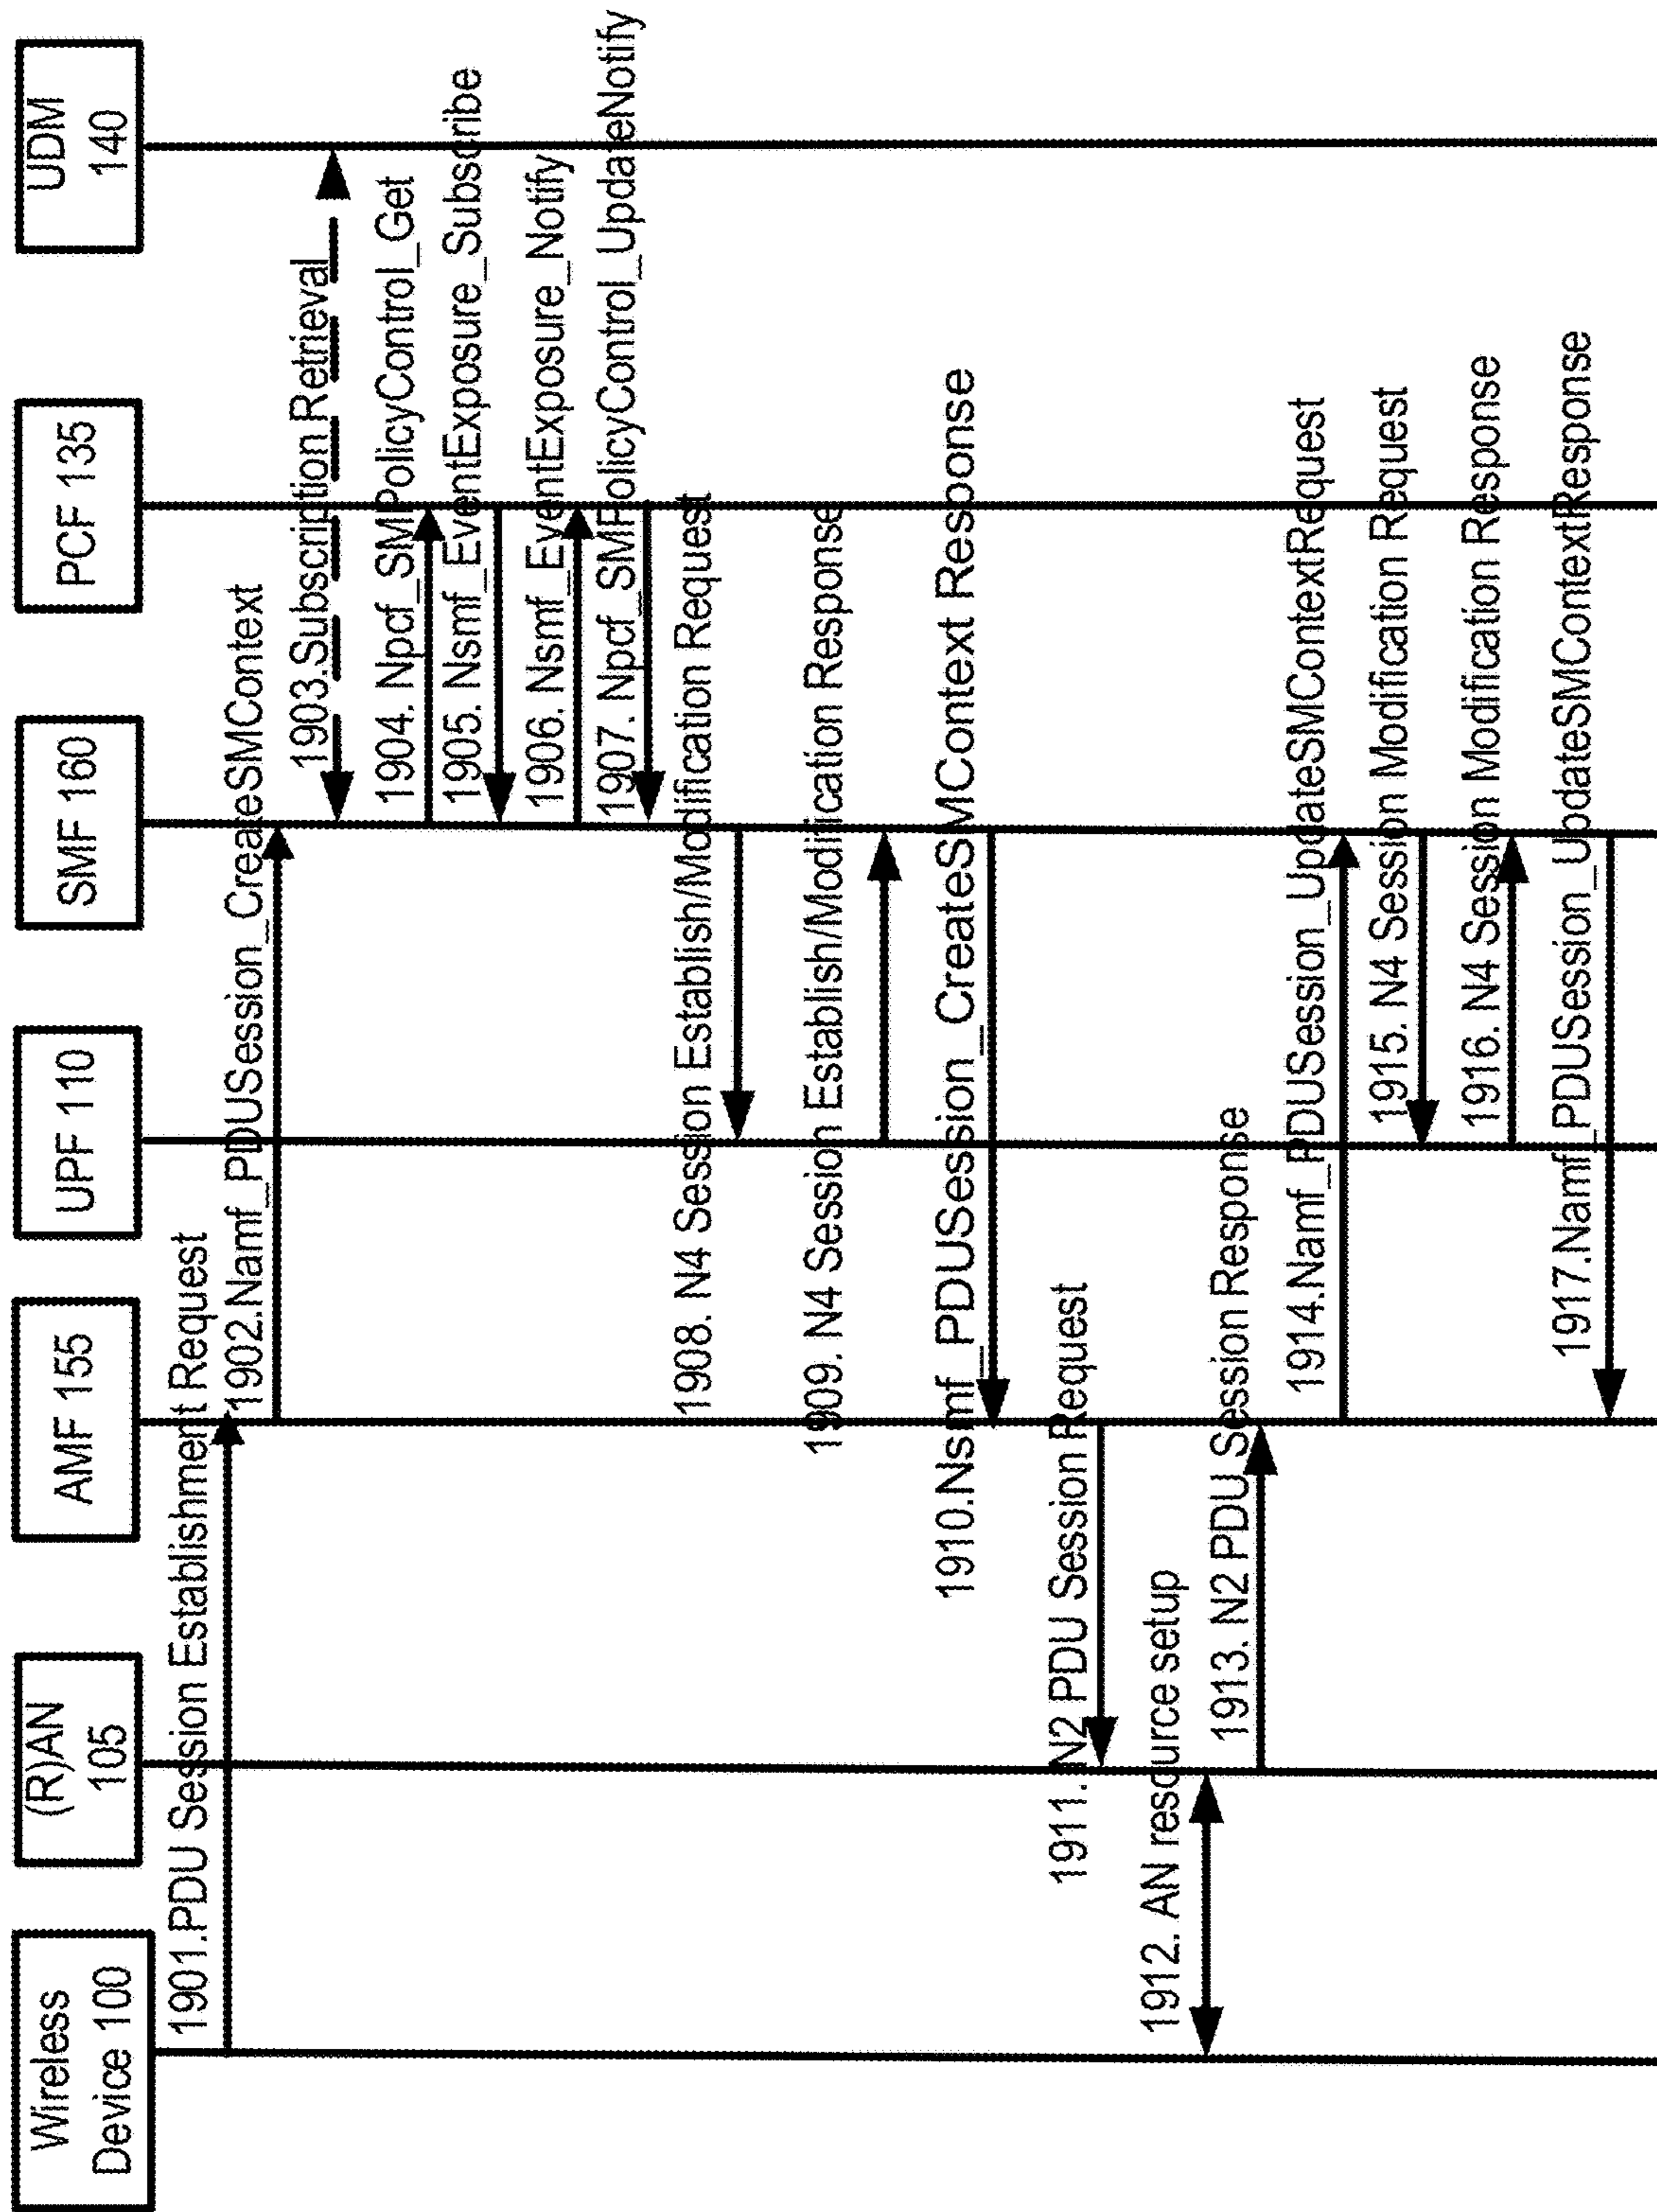 Wireless
Device 100
(R)AN
105
AMF 155
UPF 110
SMF 160
PCF 135
UDM
140
1901.PDU Session Establishment Request
1902.Namf_PDUSession_CreateSMContext
1903.Subscription Retrieval
1904. Npcf_SMPolicyControl_Get
1905. Nsmf_EventExposure_Subscribe
1906. Nsmf_EventExposure_Notify
1907. Npcf_SMPolicyControl_UpdateNotify
1908. N4 Session Establish/Modification Request
1909. N4 Session Establish/Modification Response
1910.Nsmf_PDUSession_CreateSMContext Response
1911. N2 PDU Session Request
1912. AN resource setup
1913. N2 PDU Session Response
1914.Namf_PDUSession_UpdateSMContextRequest
1915. N4 Session Modification Request
1916. N4 Session Modification Response
1917.Namf_PDUSession_UpdateSMContextResponse